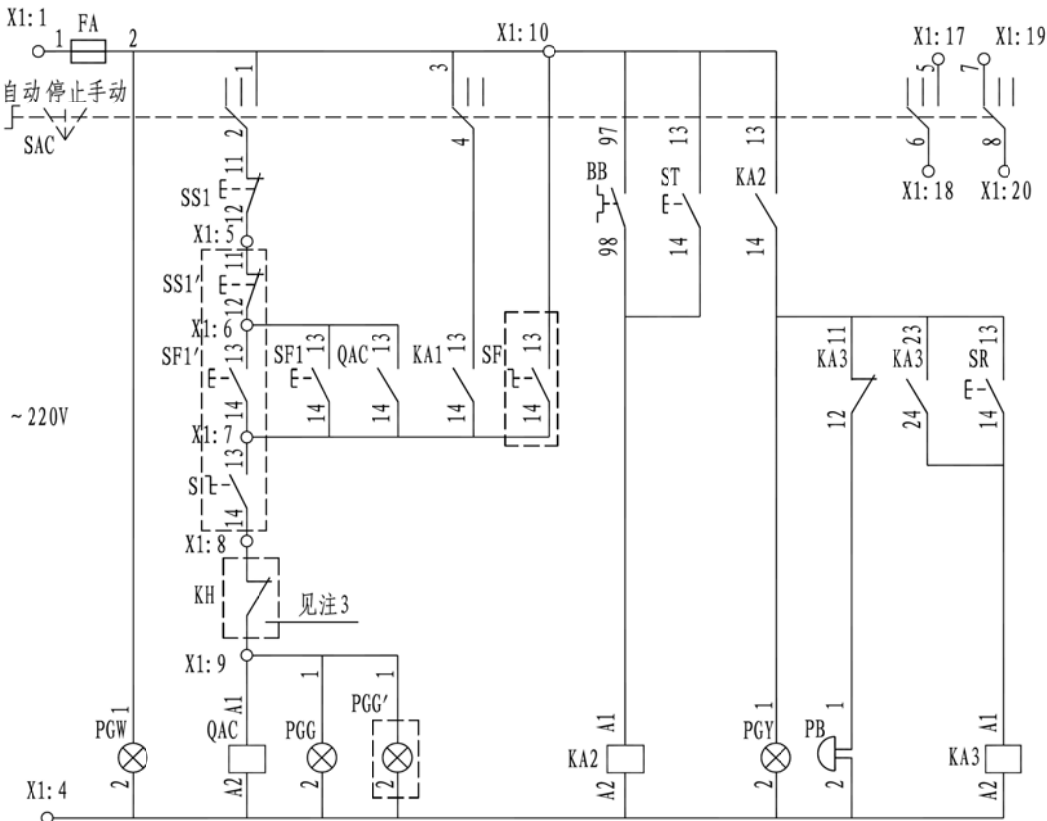 X1:1 FA X1:10 X1:17 X1:19
1 2
1 3 5 7
自动 停止 手动
SAC 2 4 6 8
X1:18 X1:20
97 13 13
BB ST KA2
98 14 14
11
SS1
12
X1:5
11
SS1′
12
X1:6
SF1′ 13 SF1 13 QAC 13 KA1 13 SF 13
14 14 14 14 14
X1:7
11 23 13
KA3 KA3 SR
12 24 14
~220V
13
S
14
X1:8
KH 见注3
X1:9
PGW 1 QAC A1 PGG 1 PGG′ 1 KA2 A1 PGY 1 PB 1 KA3 A1
2 A2 2 2 A2 2 2 A2
X1:4